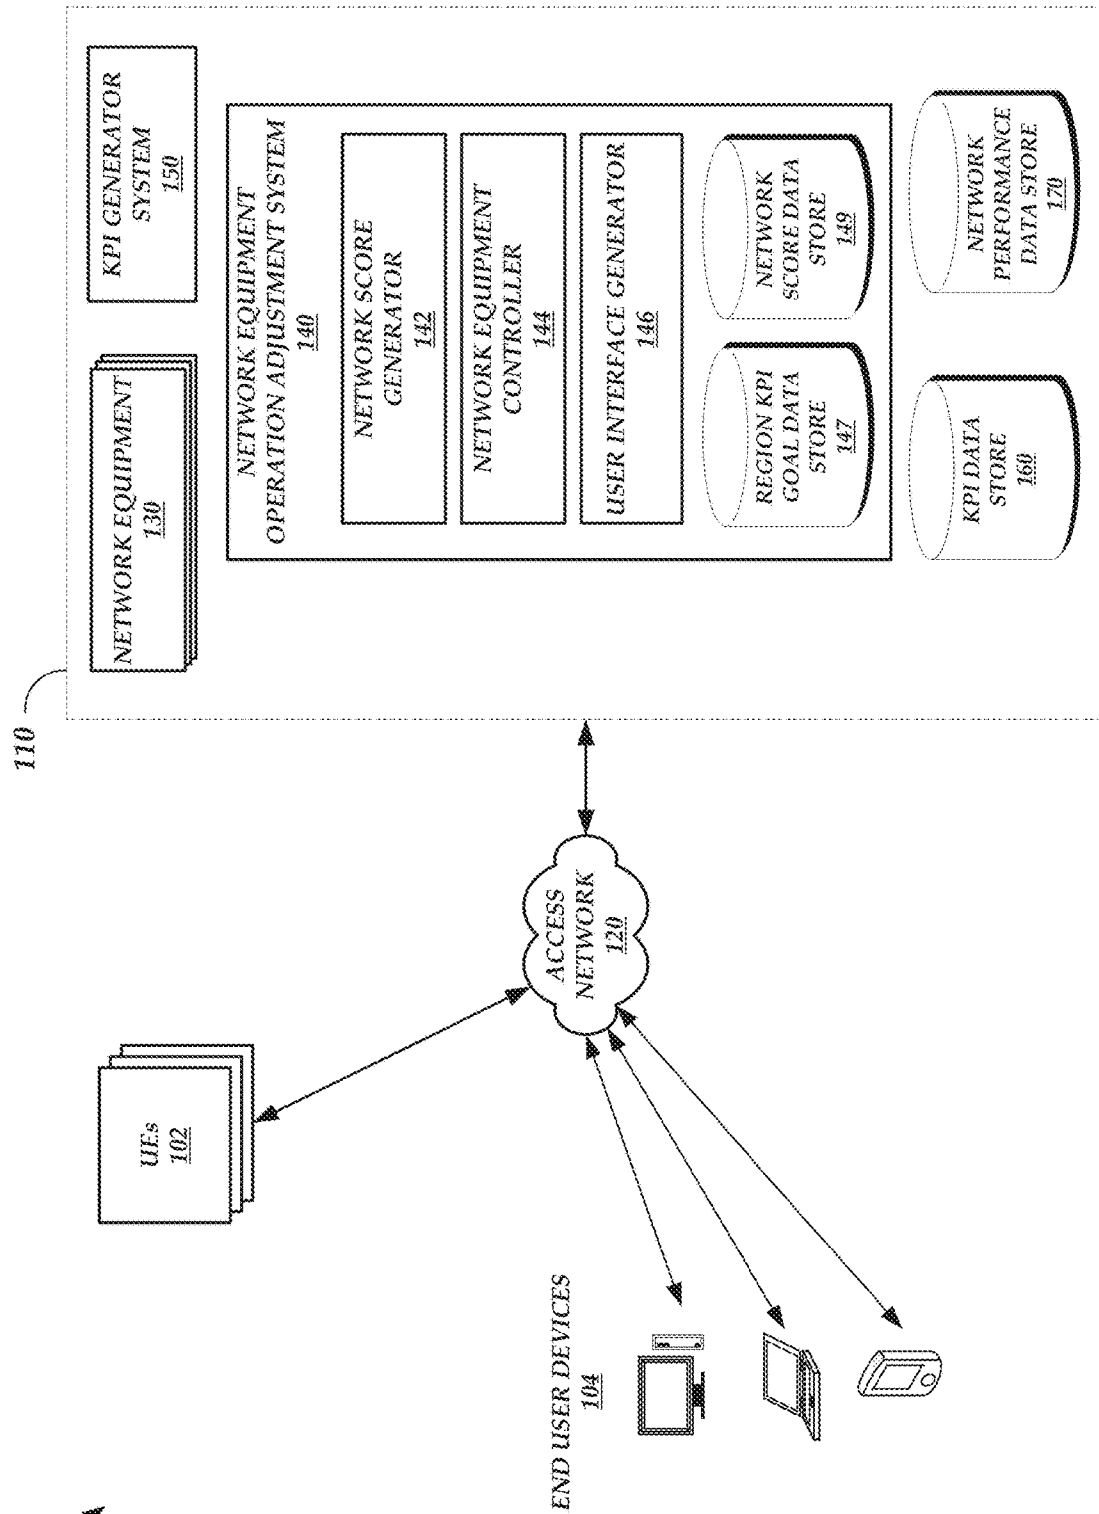 110
NETWORK EQUIPMENT
130
KPI GENERATOR
SYSTEM
150
NETWORK EQUIPMENT
OPERATION ADJUSTMENT SYSTEM
140
NETWORK SCORE
GENERATOR
142
NETWORK EQUIPMENT
CONTROLLER
144
USER INTERFACE GENERATOR
146
REGION KPI
GOAL DATA
STORE
147
NETWORK
SCORE DATA
STORE
149
KPI DATA
STORE
160
NETWORK
PERFORMANCE
DATA STORE
170
UEs
102
ACCESS
NETWORK
120
END USER DEVICES
104